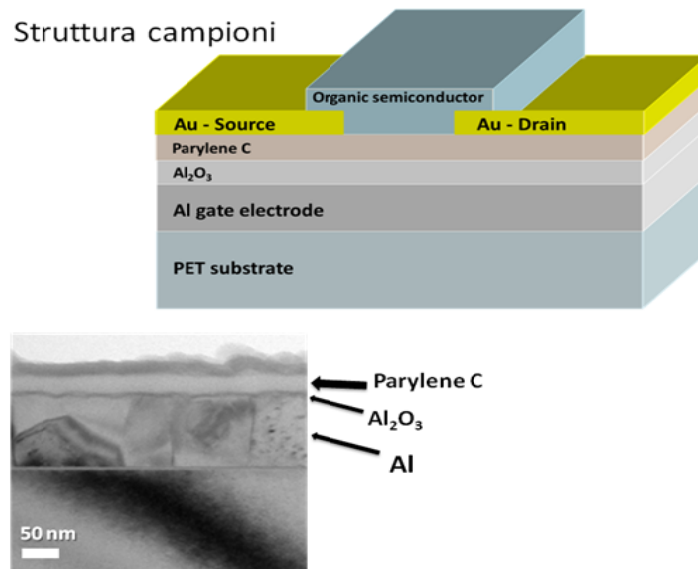 Struttura campioni
Organic semiconductor
Au - Source
Au - Drain
Parylene C
Al₂O₃
Al gate electrode
PET substrate
Parylene C
Al₂O₃
Al
50 nm